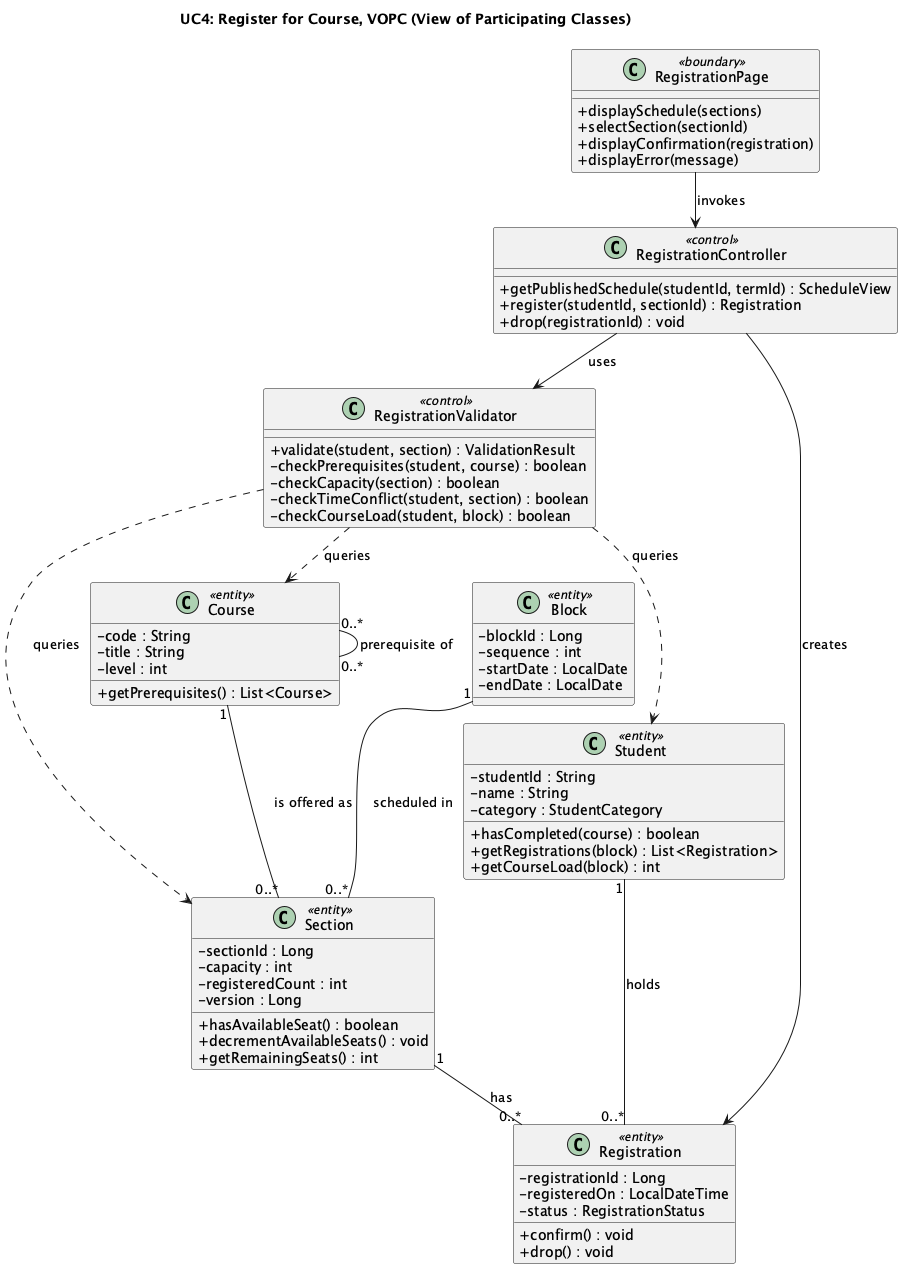 UC4: Register for Course, VOPC (View of Participating Classes)
C
«boundary»
RegistrationPage
+displaySchedule(sections)
+selectSection(sectionId)
+displayConfirmation(registration)
+displayError(message)
invokes
C
«control»
RegistrationController
+getPublishedSchedule(studentId, termId) : ScheduleView
+register(studentId, sectionId) : Registration
+drop(registrationId) : void
uses
C
«control»
RegistrationValidator
+validate(student, section) : ValidationResult
-checkPrerequisites(student, course) : boolean
-checkCapacity(section) : boolean
-checkTimeConflict(student, section) : boolean
-checkCourseLoad(student, block) : boolean
queries
queries
queries
creates
C
«entity»
Course
-code : String
-title : String
-level : int
+getPrerequisites() : List<Course>
0..*
prerequisite of
0..*
C
«entity»
Block
-blockId : Long
-sequence : int
-startDate : LocalDate
-endDate : LocalDate
1
1
is offered as
scheduled in
0..*
0..*
C
«entity»
Student
-studentId : String
-name : String
-category : StudentCategory
+hasCompleted(course) : boolean
+getRegistrations(block) : List<Registration>
+getCourseLoad(block) : int
1
holds
0..*
C
«entity»
Section
-sectionId : Long
-capacity : int
-registeredCount : int
-version : Long
+hasAvailableSeat() : boolean
+decrementAvailableSeats() : void
+getRemainingSeats() : int
1
has
0..*
C
«entity»
Registration
-registrationId : Long
-registeredOn : LocalDateTime
-status : RegistrationStatus
+confirm() : void
+drop() : void